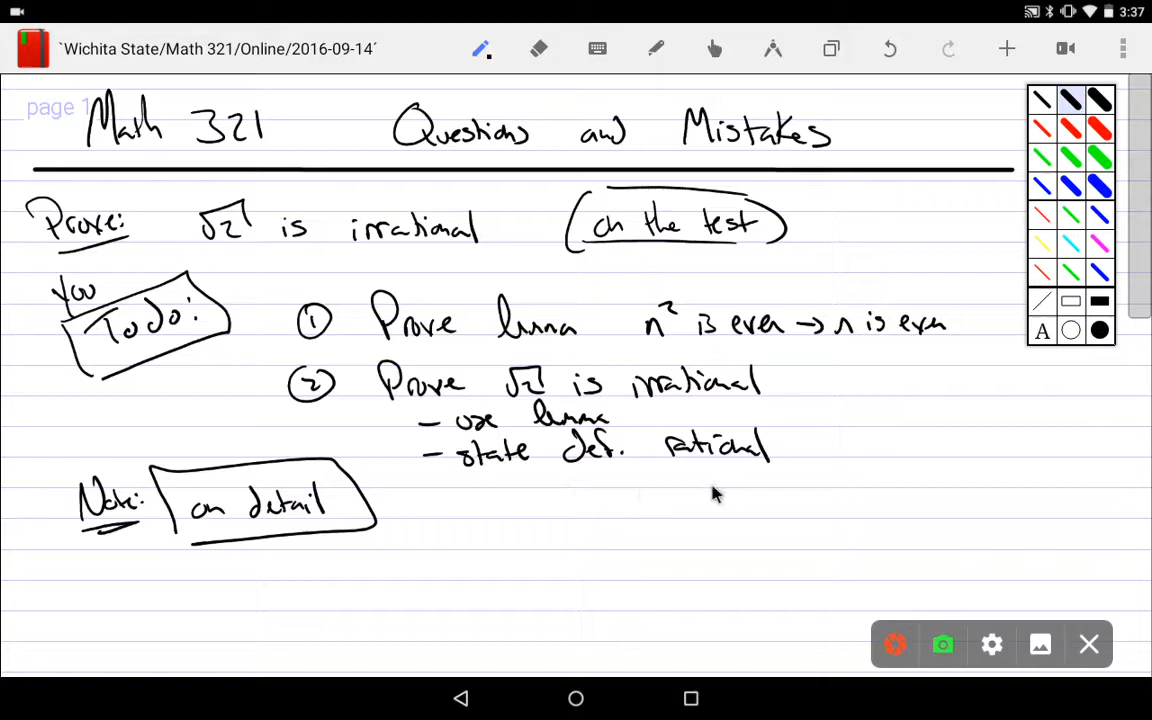 3:37
`Wichita State/Math 321/Online/2016-09-14´
page 1
Math 321 Questions and Mistakes
Prove: √2 is irrational (on the test)
You
To do:
① Prove lemma n² is even → n is even
② Prove √2 is irrational
- use lemma
- state def. rational
Note: on detail
A